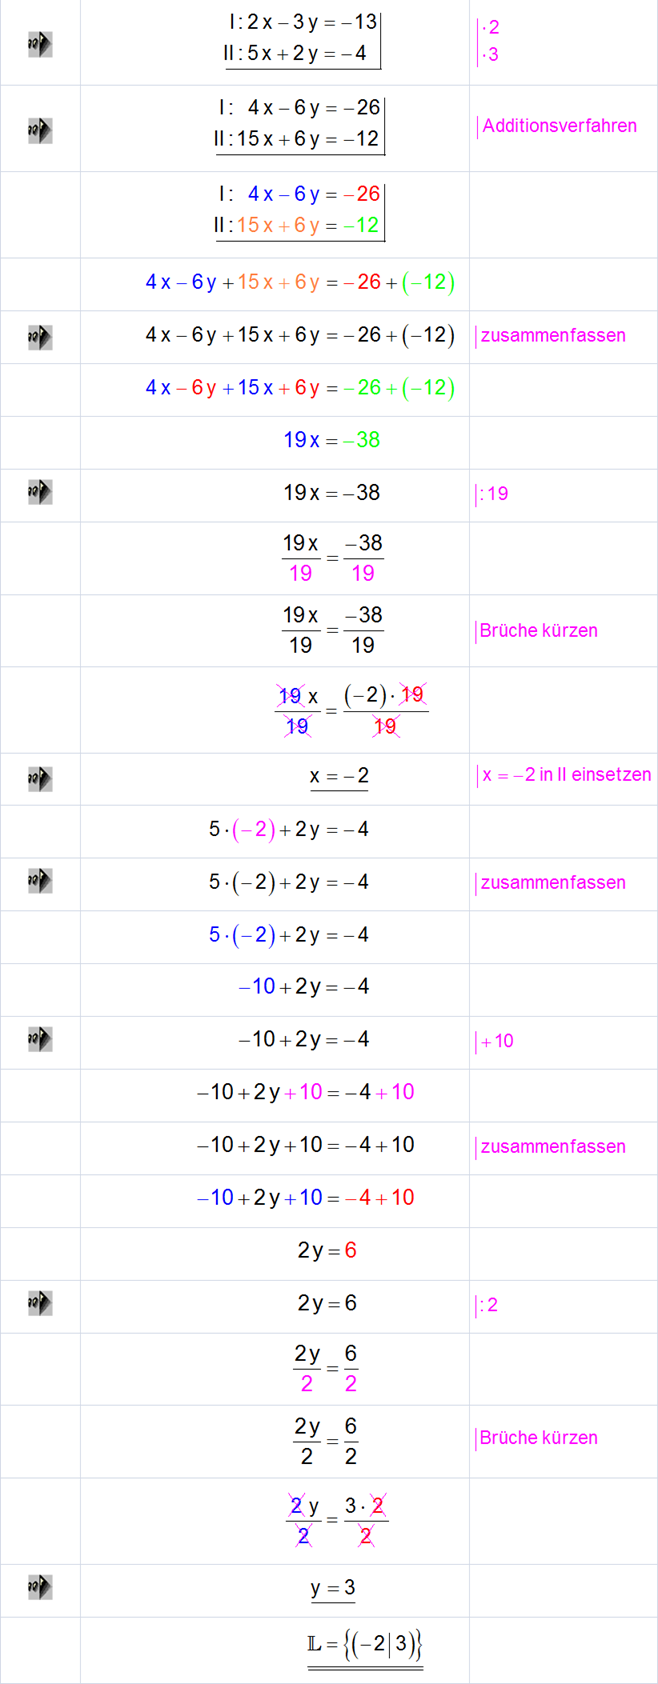 I: 2x − 3y = −13 |·2
II: 5x + 2y = −4 |·3
I: 4x − 6y = −26
II: 15x + 6y = −12 |Additionsverfahren
I: 4x − 6y = −26
II: 15x + 6y = −12
4x − 6y + 15x + 6y = −26 + (−12)
4x − 6y + 15x + 6y = −26 + (−12) |zusammenfassen
4x − 6y + 15x + 6y = −26 + (−12)
19x = −38
19x = −38 |:19
19x/19 = −38/19
19x/19 = −38/19 |Brüche kürzen
19x/19 = (−2)·19/19
x = −2 |x = −2 in II einsetzen
5·(−2) + 2y = −4
5·(−2) + 2y = −4 |zusammenfassen
5·(−2) + 2y = −4
−10 + 2y = −4
−10 + 2y = −4 |+10
−10 + 2y + 10 = −4 + 10
−10 + 2y + 10 = −4 + 10 |zusammenfassen
−10 + 2y + 10 = −4 + 10
2y = 6
2y = 6 |:2
2y/2 = 6/2
2y/2 = 6/2 |Brüche kürzen
2y/2 = 3·2/2
y = 3
𝕃 = {(−2|3)}